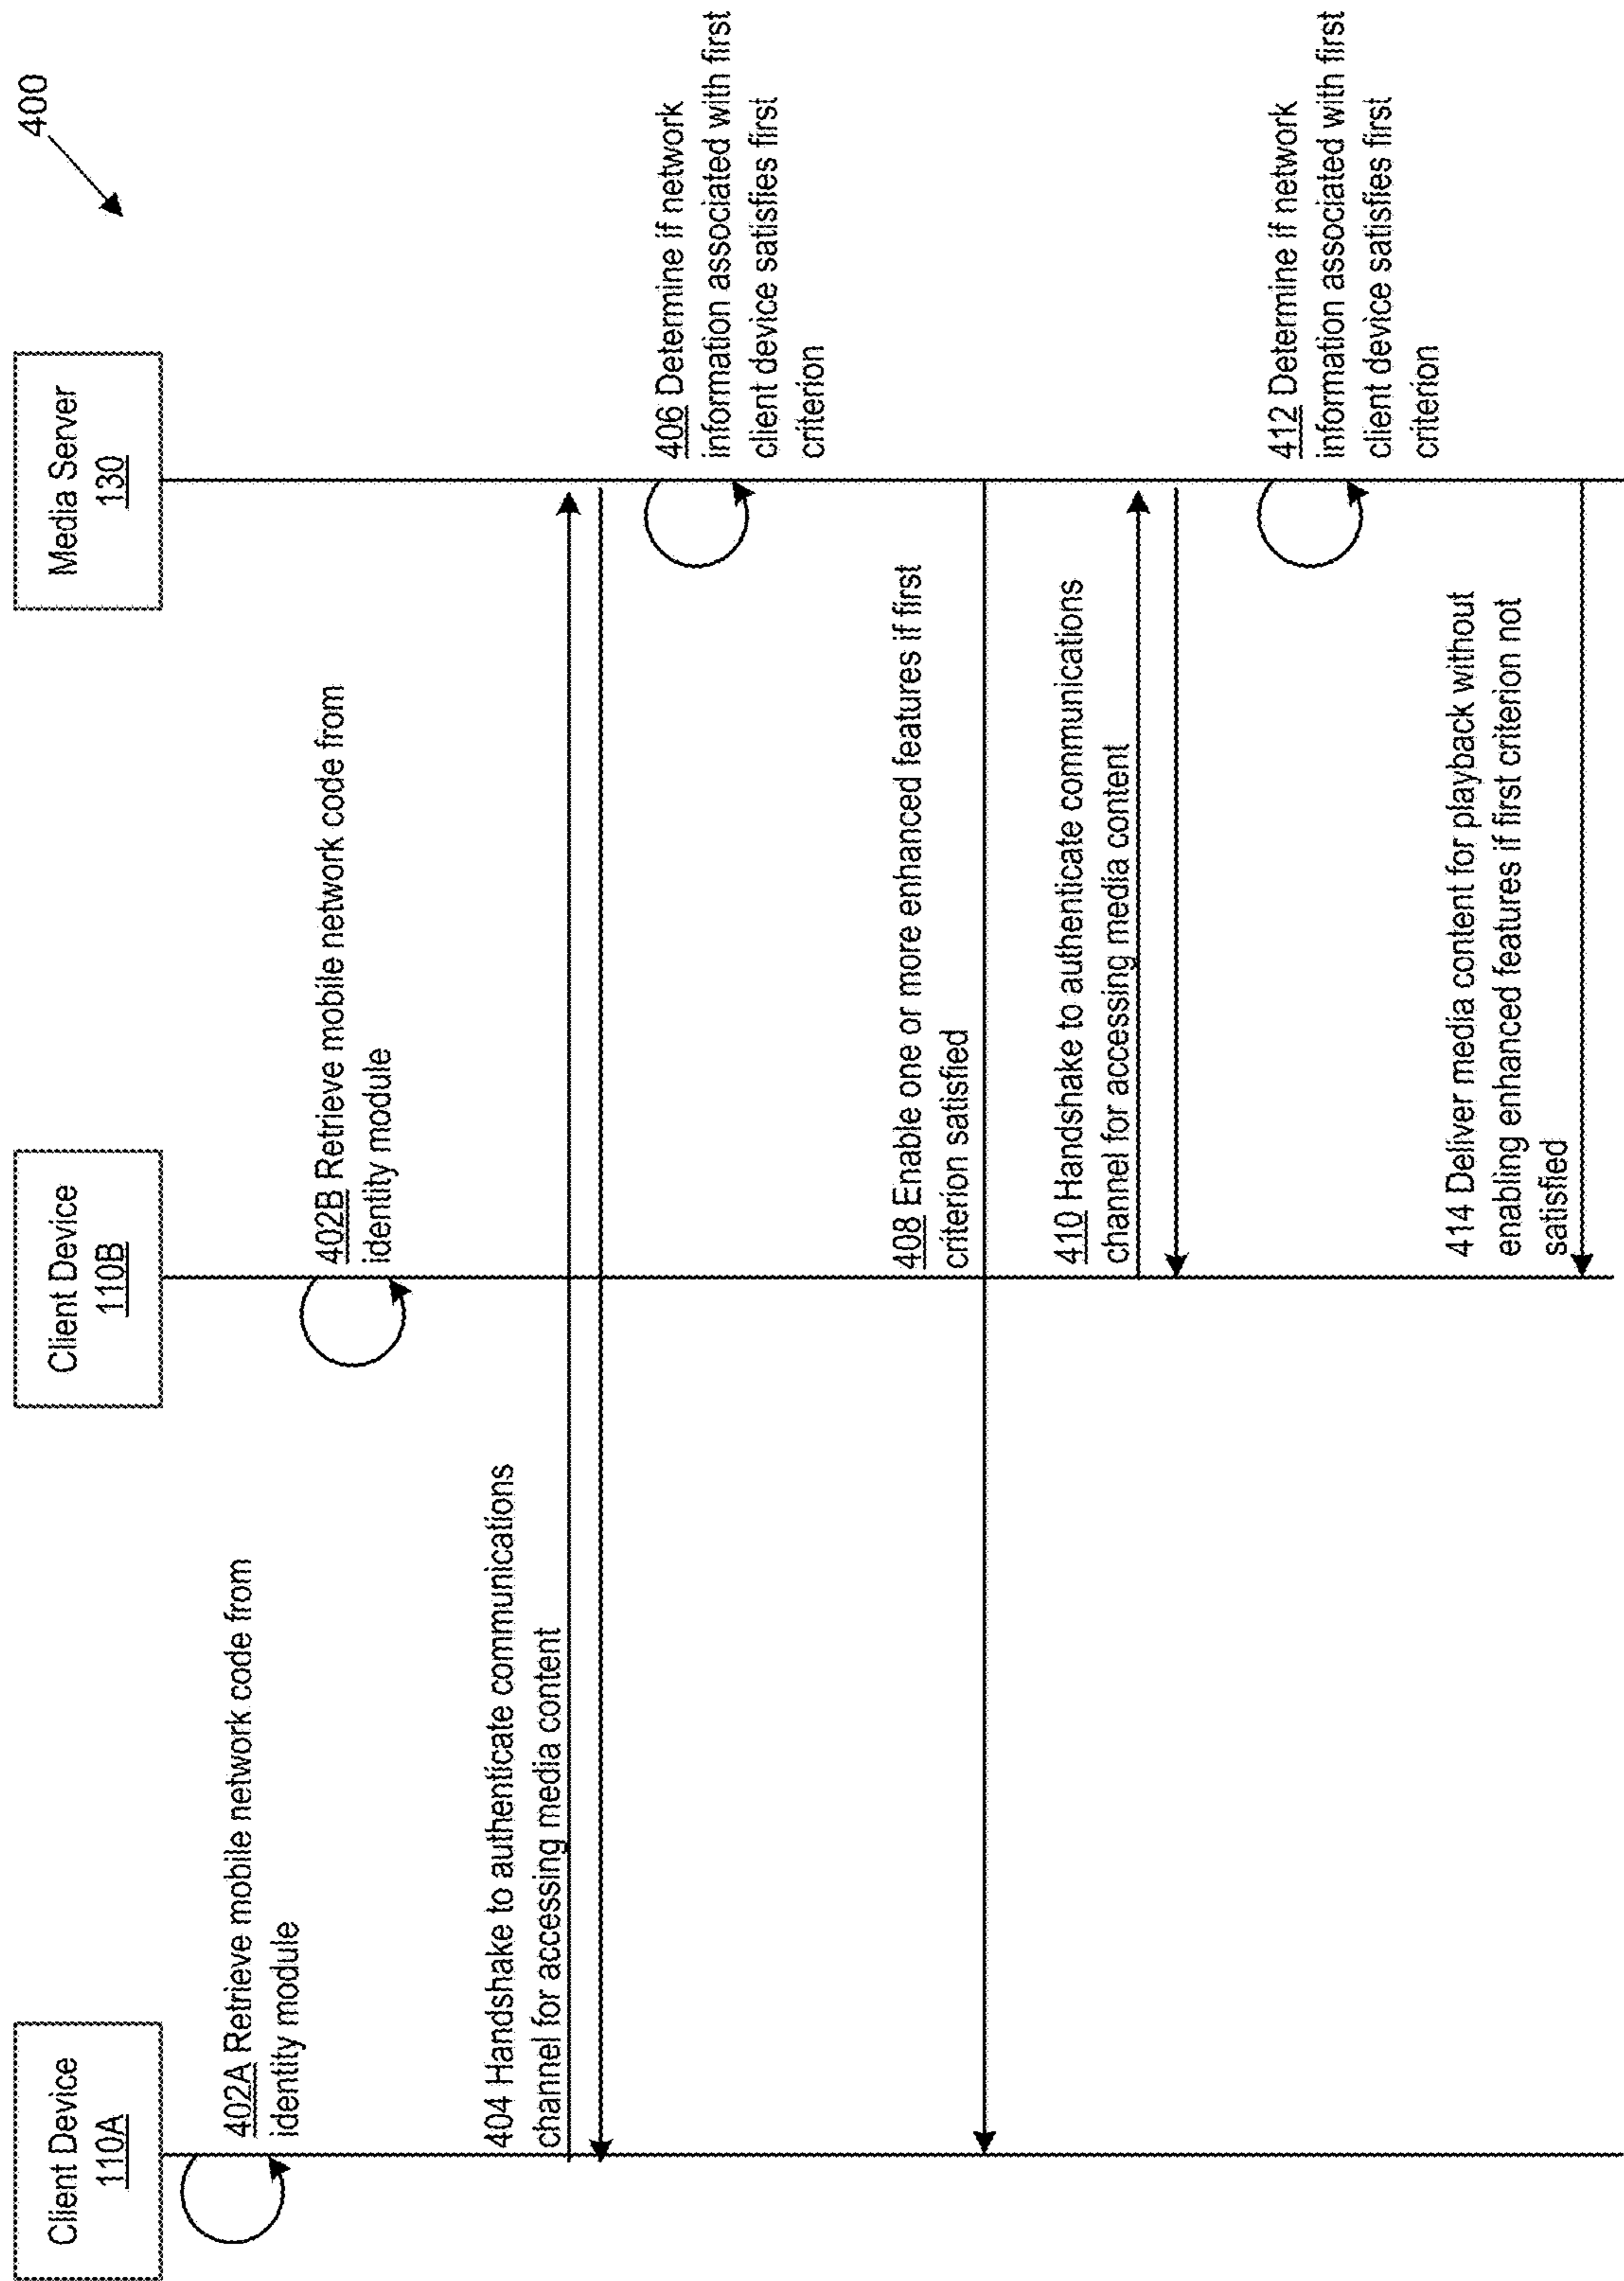 400
Client Device
110A
Client Device
110B
Media Server
130
402A Retrieve mobile network code from
identity module
402B Retrieve mobile network code from
identity module
404 Handshake to authenticate communications
channel for accessing media content
406 Determine if network
information associated with first
client device satisfies first
criterion
408 Enable one or more enhanced features if first
criterion satisfied
410 Handshake to authenticate communications
channel for accessing media content
412 Determine if network
information associated with first
client device satisfies first
criterion
414 Deliver media content for playback without
enabling enhanced features if first criterion not
satisfied